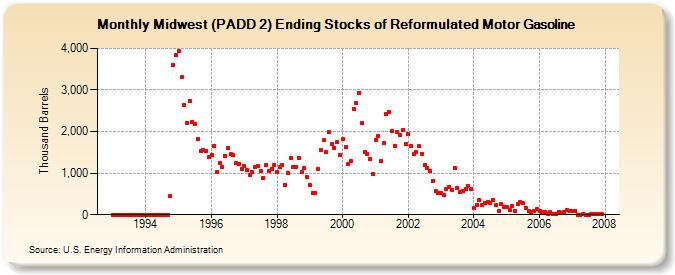 Monthly Midwest (PADD 2) Ending Stocks of Reformulated Motor Gasoline
Thousand Barrels
4,000
3,000
2,000
1,000
0
1994 1996 1998 2000 2002 2004 2006 2008
Source: U.S. Energy Information Administration